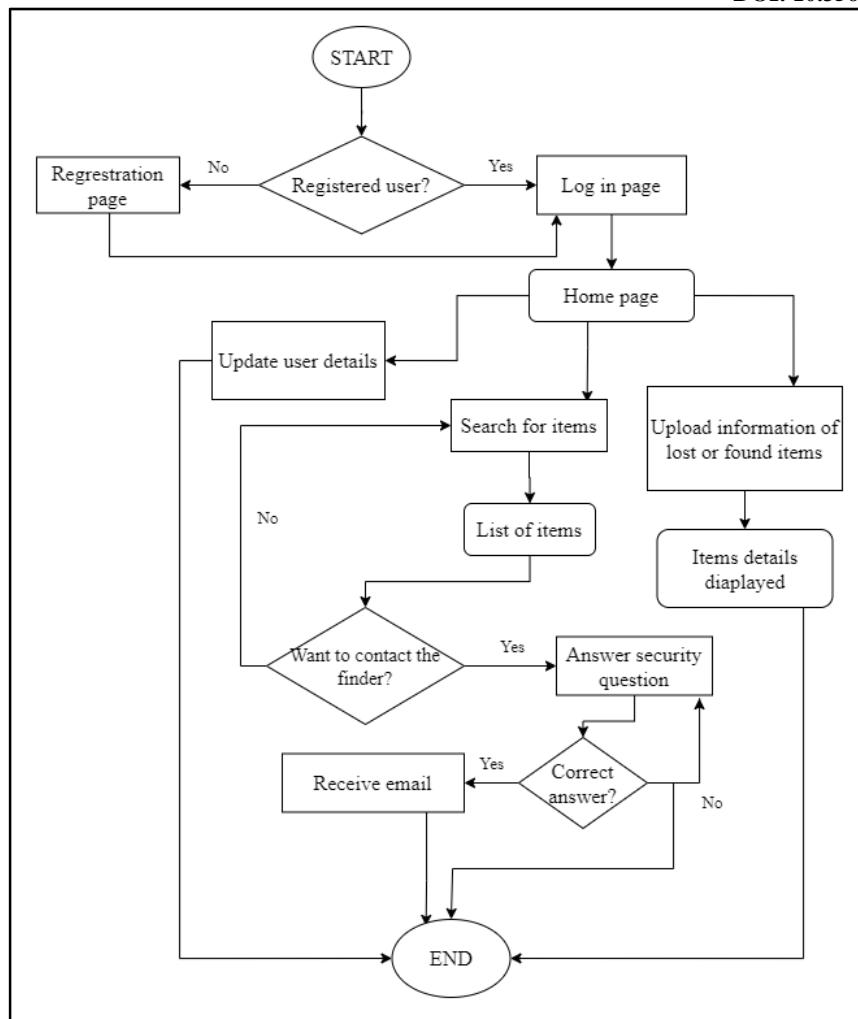 START
No
Yes
Regrestration
page
Registered user?
Log in page
Home page
Update user details
Search for items
Upload information of
lost or found items
No
List of items
Items details
diaplayed
Want to contact the
finder?
Yes
Answer security
question
Yes
Receive email
Correct
answer?
No
END